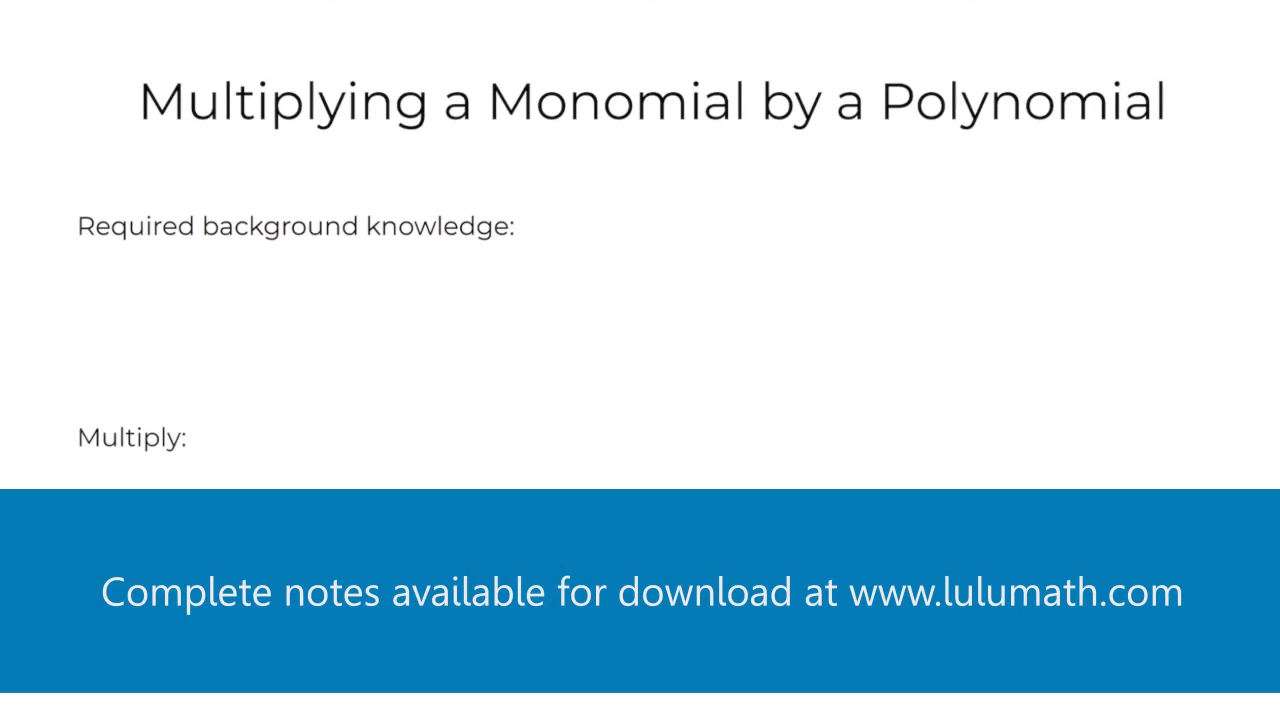 Multiplying a Monomial by a Polynomial
Required background knowledge:
Multiply:
Complete notes available for download at www.lulumath.com